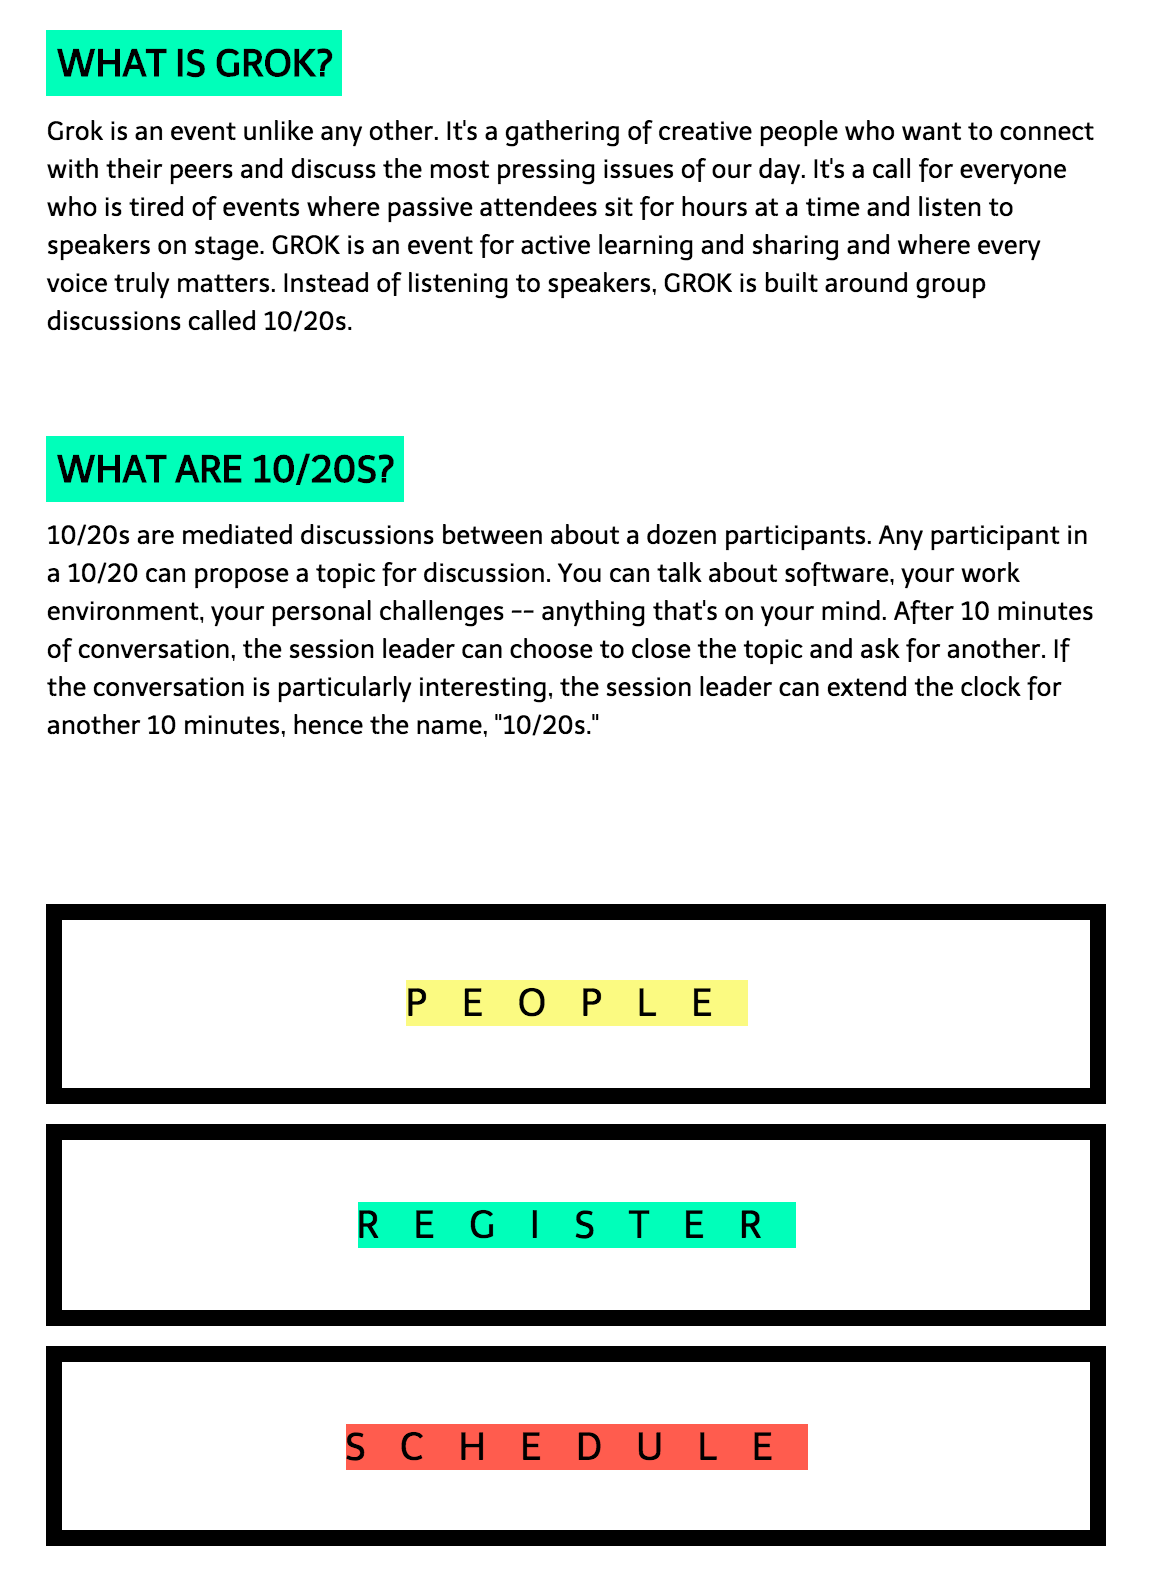 WHAT IS GROK?
Grok is an event unlike any other. It's a gathering of creative people who want to connect
with their peers and discuss the most pressing issues of our day. It's a call for everyone
who is tired of events where passive attendees sit for hours at a time and listen to
speakers on stage. GROK is an event for active learning and sharing and where every
voice truly matters. Instead of listening to speakers, GROK is built around group
discussions called 10/20s.
WHAT ARE 10/20S?
10/20s are mediated discussions between about a dozen participants. Any participant in
a 10/20 can propose a topic for discussion. You can talk about software, your work
environment, your personal challenges -- anything that's on your mind. After 10 minutes
of conversation, the session leader can choose to close the topic and ask for another. If
the conversation is particularly interesting, the session leader can extend the clock for
another 10 minutes, hence the name, "10/20s."
PEOPLE
REGISTER
SCHEDULE